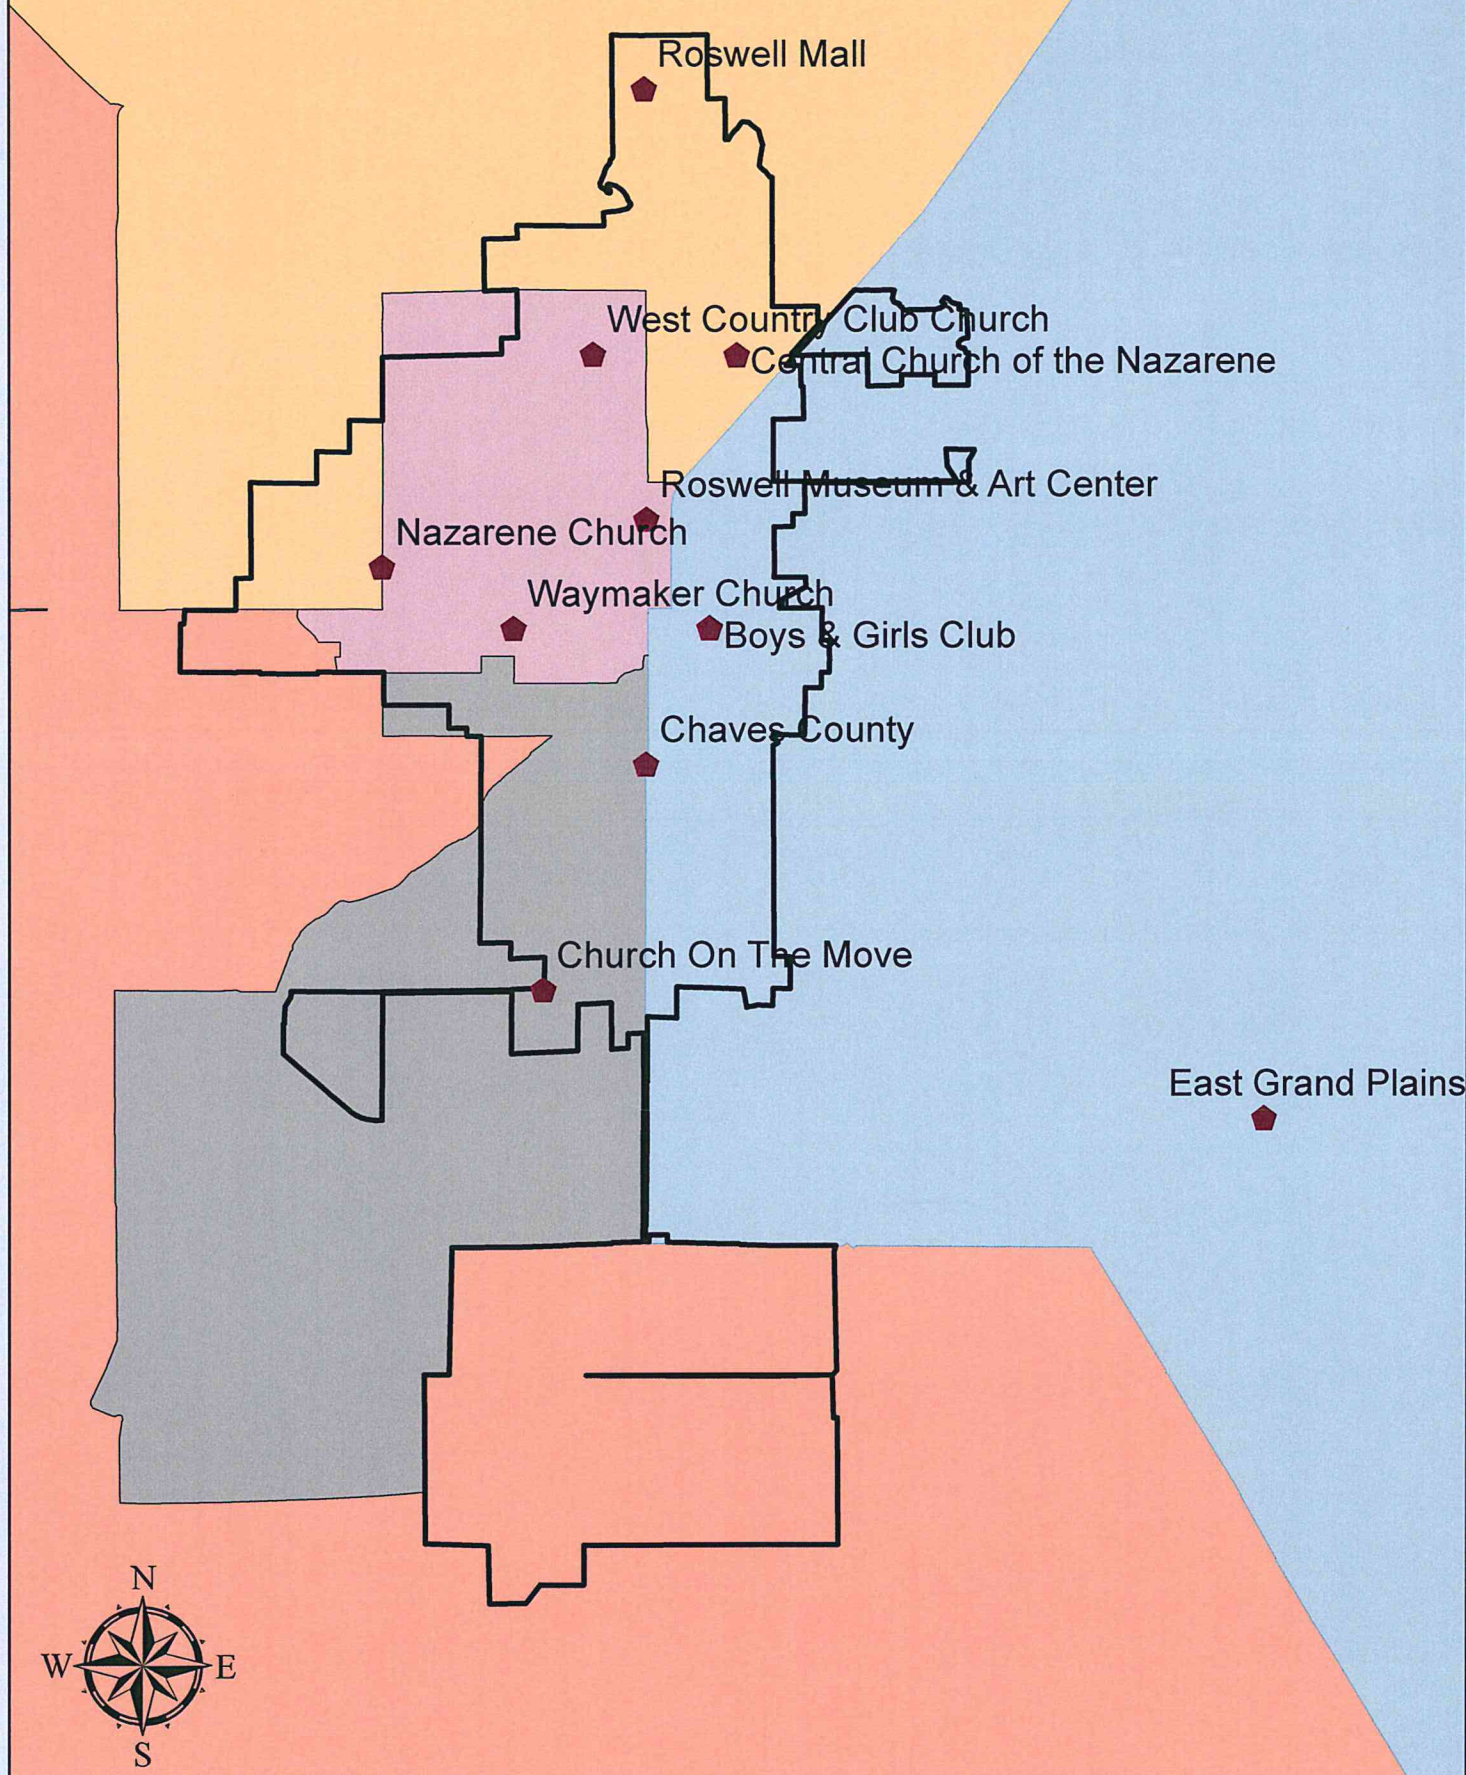 Roswell Mall
West Country Club Church
Central Church of the Nazarene
Roswell Museum & Art Center
Nazarene Church
Waymaker Church
Boys & Girls Club
Chaves County
Church On The Move
East Grand Plains
N
W E
S